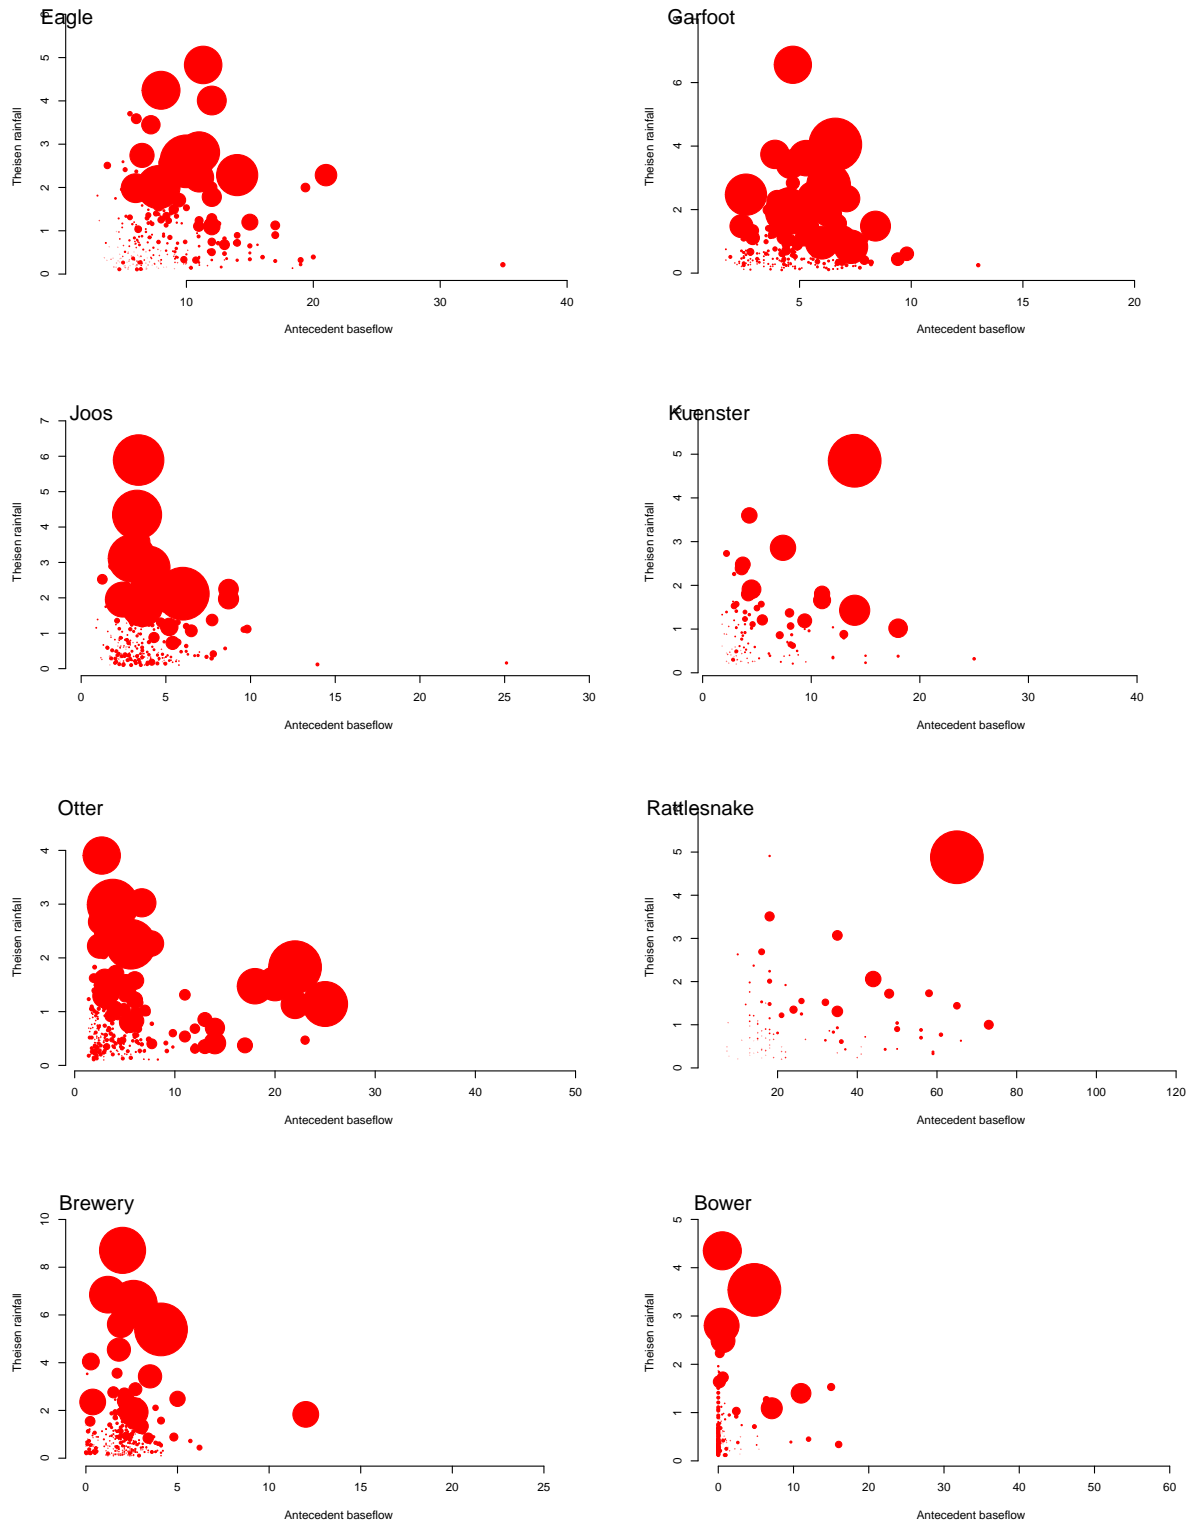 Eagle
Theisen rainfall
0 1 2 3 4 5
10 20 30 40
Antecedent baseflow
Garfoot
Theisen rainfall
0 2 4 6
5 10 15 20
Antecedent baseflow
Joos
Theisen rainfall
0 1 2 3 4 5 6 7
0 5 10 15 20 25 30
Antecedent baseflow
Kuenster
Theisen rainfall
0 1 2 3 4 5
0 10 20 30 40
Antecedent baseflow
Otter
Theisen rainfall
0 1 2 3 4
0 10 20 30 40 50
Antecedent baseflow
Rattlesnake
Theisen rainfall
0 1 2 3 4 5
20 40 60 80 100 120
Antecedent baseflow
Brewery
Theisen rainfall
0 2 4 6 8 10
0 5 10 15 20 25
Antecedent baseflow
Bower
Theisen rainfall
0 1 2 3 4 5
0 10 20 30 40 50 60
Antecedent baseflow